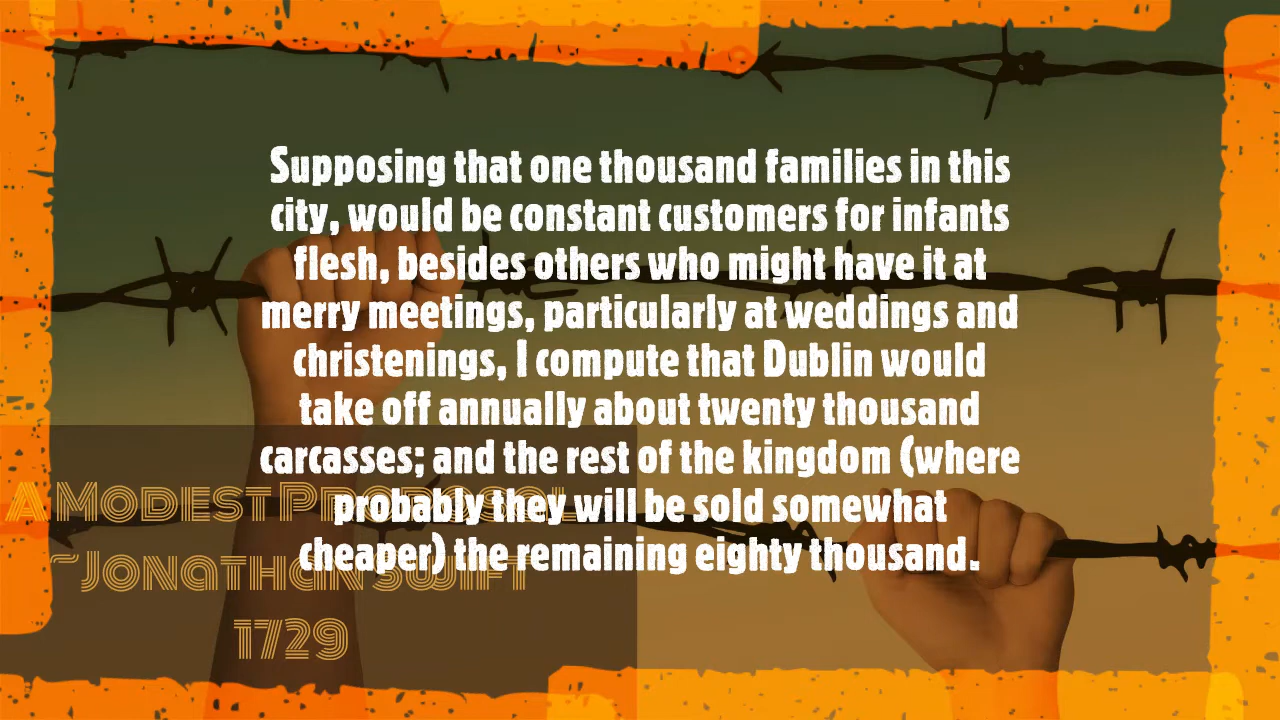 Supposing that one thousand families in this
city, would be constant customers for infants
flesh, besides others who might have it at
merry meetings, particularly at weddings and
christenings, I compute that Dublin would
take off annually about twenty thousand
carcasses; and the rest of the kingdom (where
probably they will be sold somewhat
cheaper) the remaining eighty thousand.
A Modest Proposal
~Jonathan Swift
1729